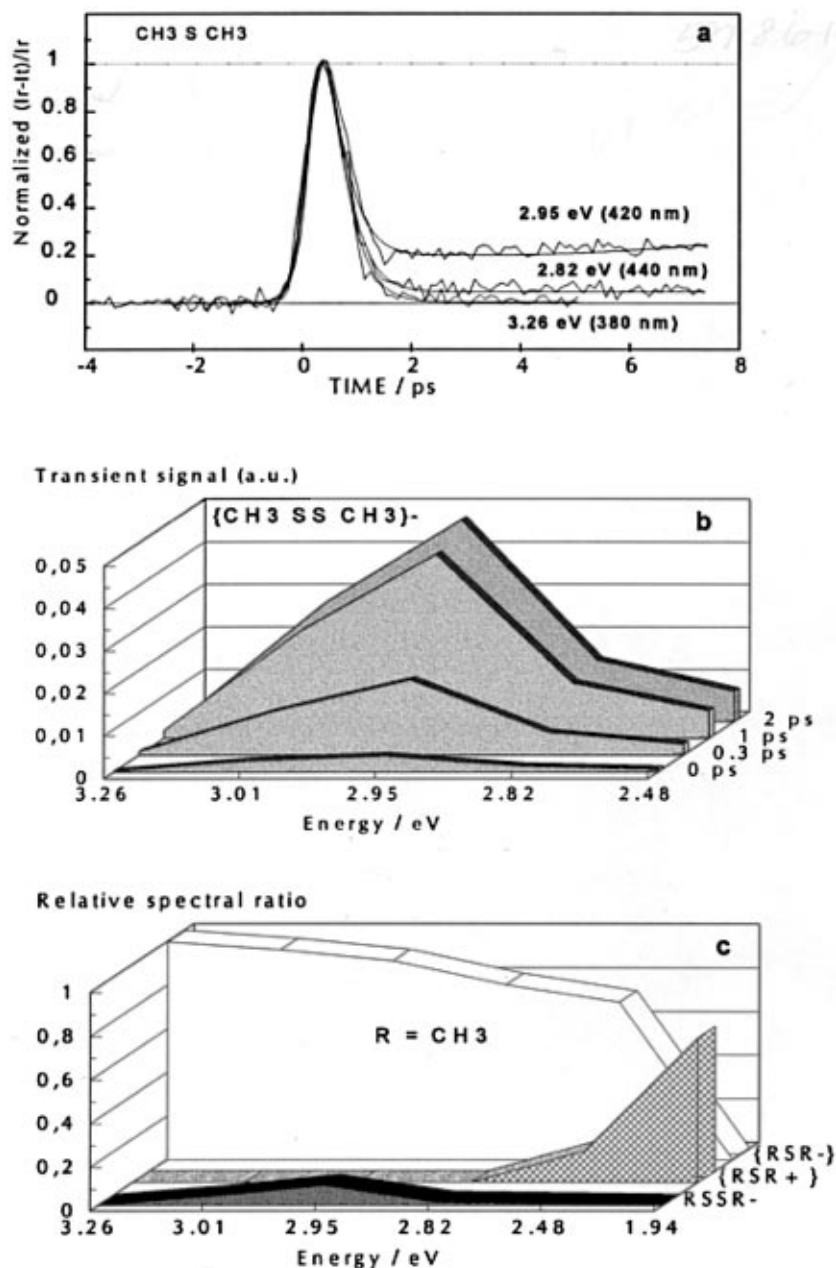 CH3 S CH3
a
Normalized (Ir-It)/Ir
1
0.8
0.6
0.4
0.2
0
2.95 eV (420 nm)
2.82 eV (440 nm)
3.26 eV (380 nm)
-4 -2 0 2 4 6 8
TIME / ps
Transient signal (a.u.)
{CH3 SS CH3}-
b
0,05
0,04
0,03
0,02
0,01
0
2 ps
1 ps
0.3 ps
0 ps
3.26 3.01 2.95 2.82 2.48
Energy / eV
Relative spectral ratio
c
R = CH3
1
0,8
0,6
0,4
0,2
0
{RSR-}
{RSR+}
RSSR-
3.26 3.01 2.95 2.82 2.48 1.94
Energy / eV